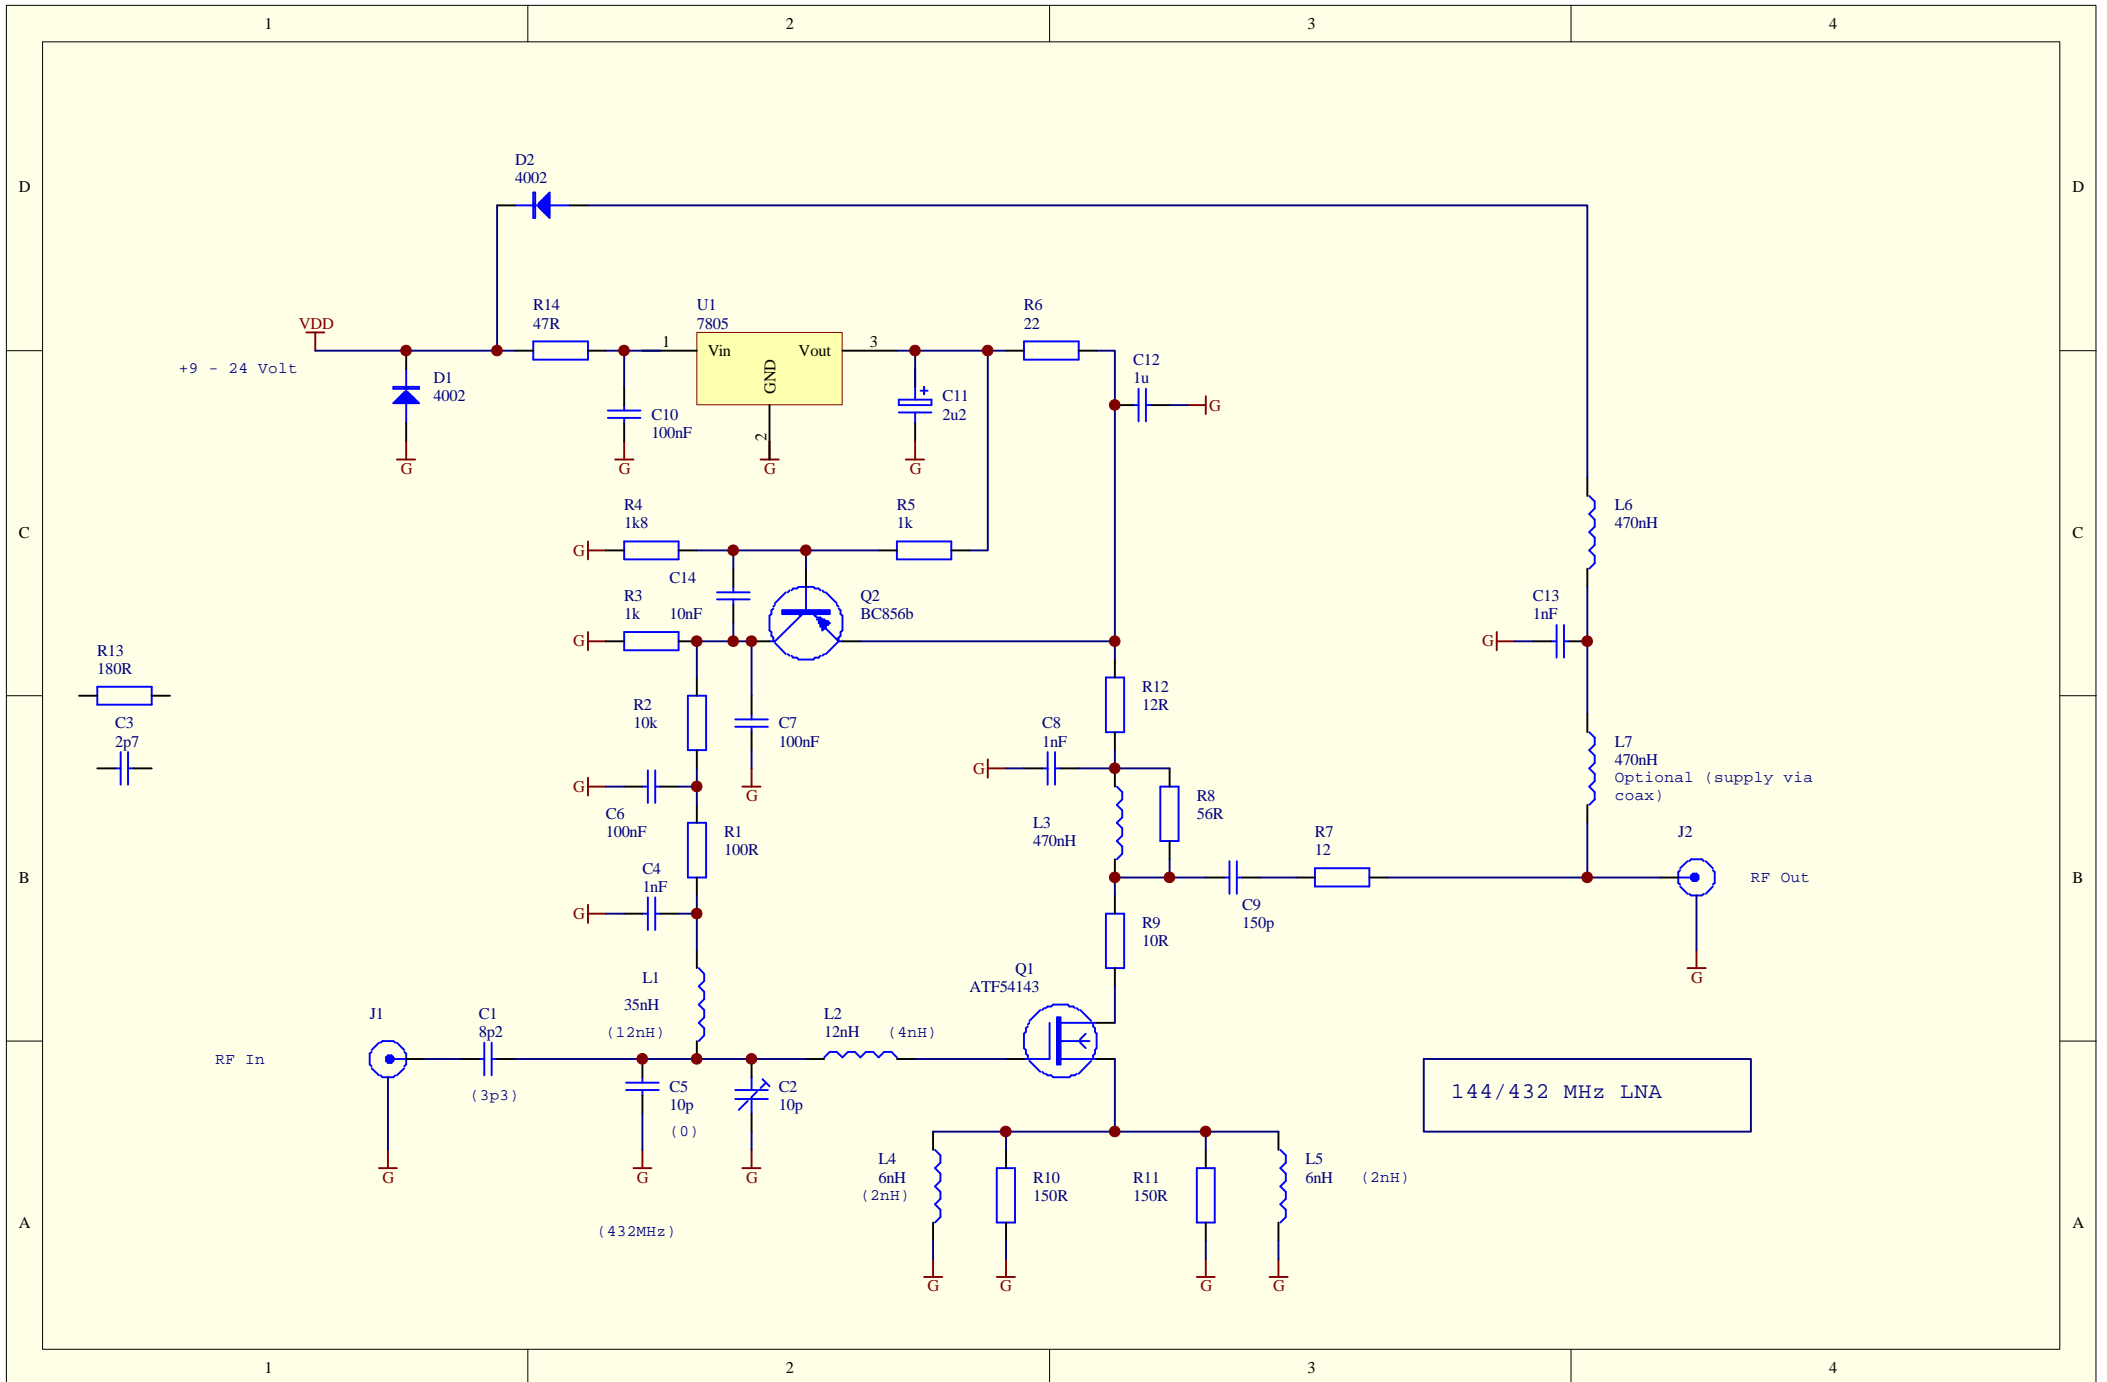 1
2
3
4
D
D
D2
4002
R14
47R
U1
7805
R6
22
VDD
1
Vin
Vout
3
GND
2
+9 - 24 Volt
D1
4002
C10
100nF
G
G
G
G
C11
2u2
+
C12
1u
G
C
C
R4
1k8
R5
1k
G
C14
10nF
R3
1k
G
Q2
BC856b
L6
470nH
C13
1nF
G
R13
180R
C3
2p7
R2
10k
C7
100nF
G
G
C6
100nF
R12
12R
C8
1nF
G
L3
470nH
R8
56R
L7
470nH
Optional (supply via
coax)
B
B
R1
100R
C4
1nF
G
R7
12
C9
150p
J2
RF Out
G
R9
10R
Q1
ATF54143
L1
35nH
(12nH)
J1
RF In
G
C1
8p2
(3p3)
L2
12nH
(4nH)
C5
10p
(0)
G
C2
10p
G
144/432 MHz LNA
A
A
L4
6nH
(2nH)
R10
150R
R11
150R
L5
6nH
(2nH)
(432MHz)
G
G
G
G
1
2
3
4